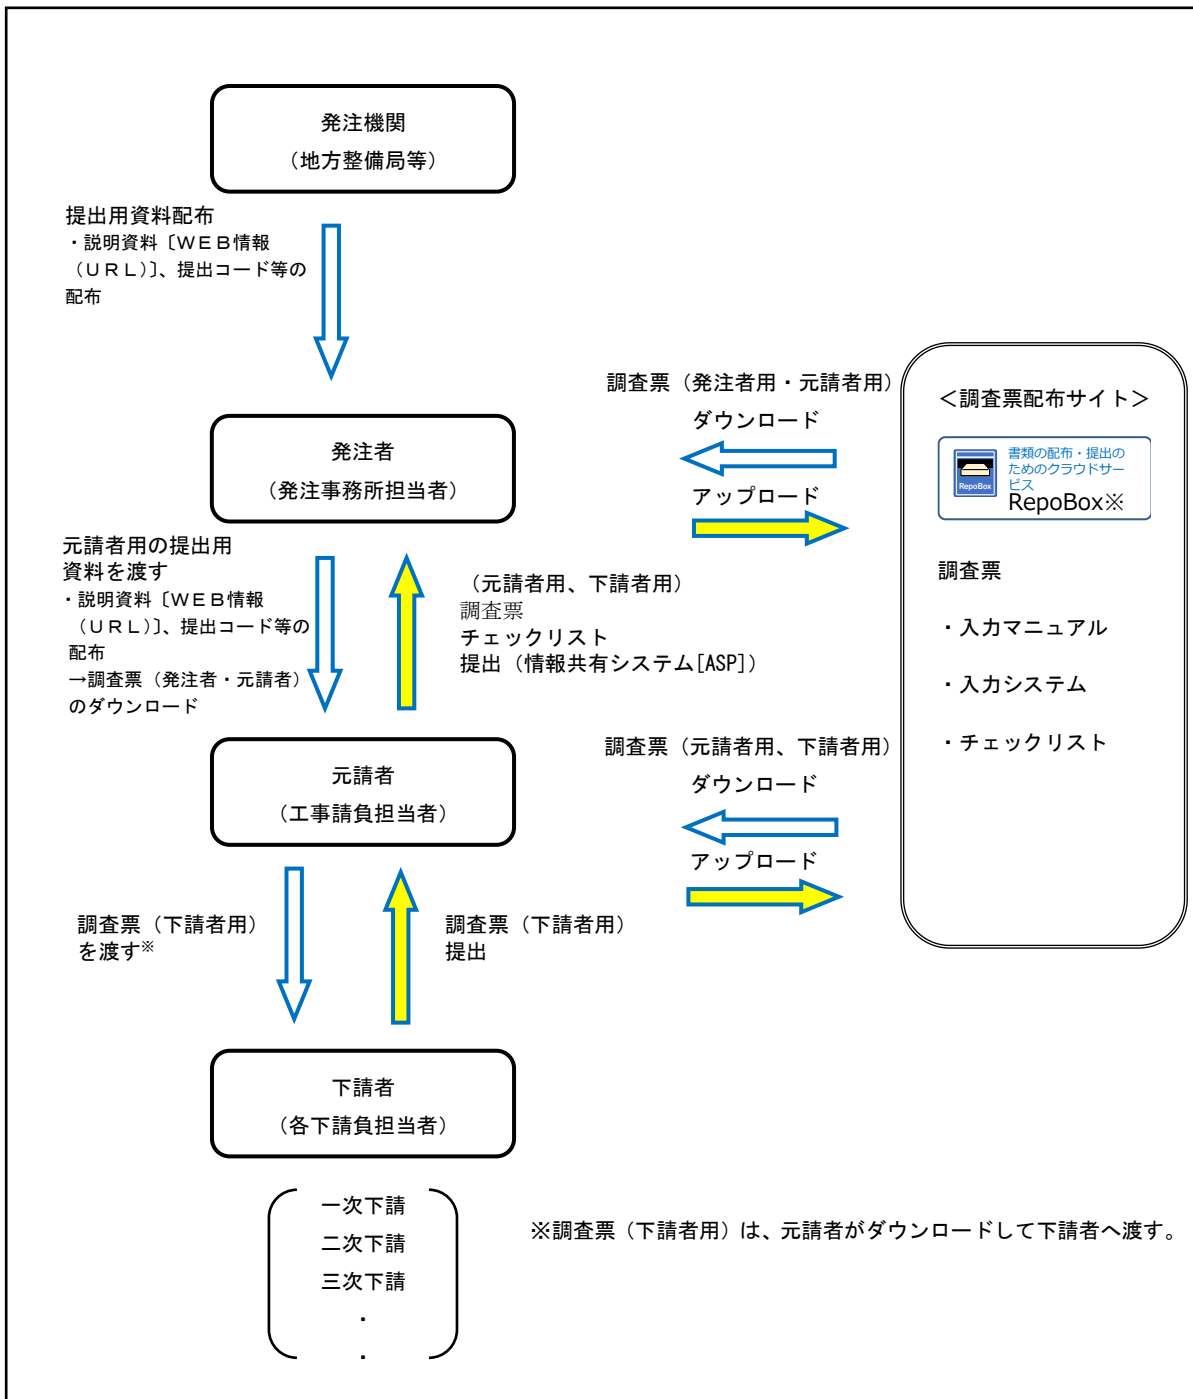 発注機関
（地方整備局等）
提出用資料配布
・説明資料〔ＷＥＢ情報
（ＵＲＬ）〕、提出コード等の
配布
発注者
（発注事務所担当者）
調査票（発注者用・元請者用）
ダウンロード
アップロード
＜調査票配布サイト＞
RepoBox
書類の配布・提出の
ためのクラウドサー
ビス
RepoBox※
調査票
・入力マニュアル
・入力システム
・チェックリスト
元請者用の提出用
資料を渡す
・説明資料〔ＷＥＢ情報
（ＵＲＬ）〕、提出コード等の
配布
→調査票（発注者・元請者）
のダウンロード
（元請者用、下請者用）
調査票
チェックリスト
提出（情報共有システム[ASP]）
元請者
（工事請負担当者）
調査票（元請者用、下請者用）
ダウンロード
アップロード
調査票（下請者用）
を渡す※
調査票（下請者用）
提出
下請者
（各下請負担当者）
一次下請
二次下請
三次下請
・
・
※調査票（下請者用）は、元請者がダウンロードして下請者へ渡す。